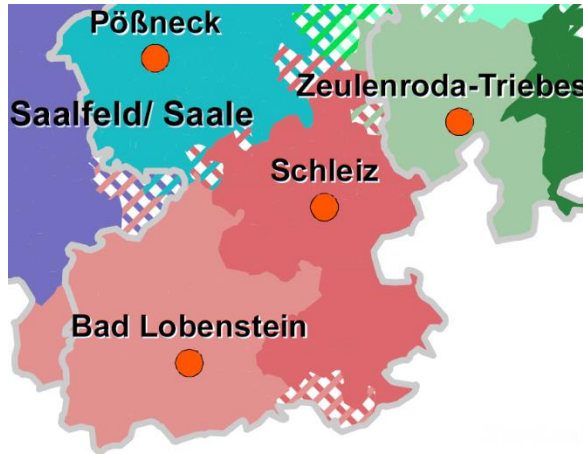 Pößneck
Zeulenroda-Triebes
Saalfeld/ Saale
Schleiz
Bad Lobenstein